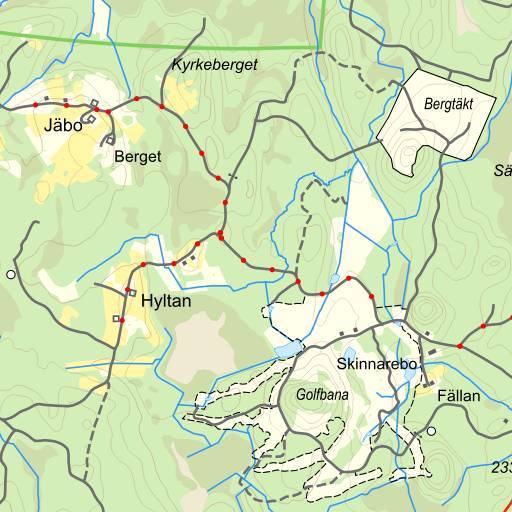 Kyrkeberget
Bergtäkt
Jäbo
Berget
Sä
Hyltan
Skinnarebo
Golfbana
Fällan
233